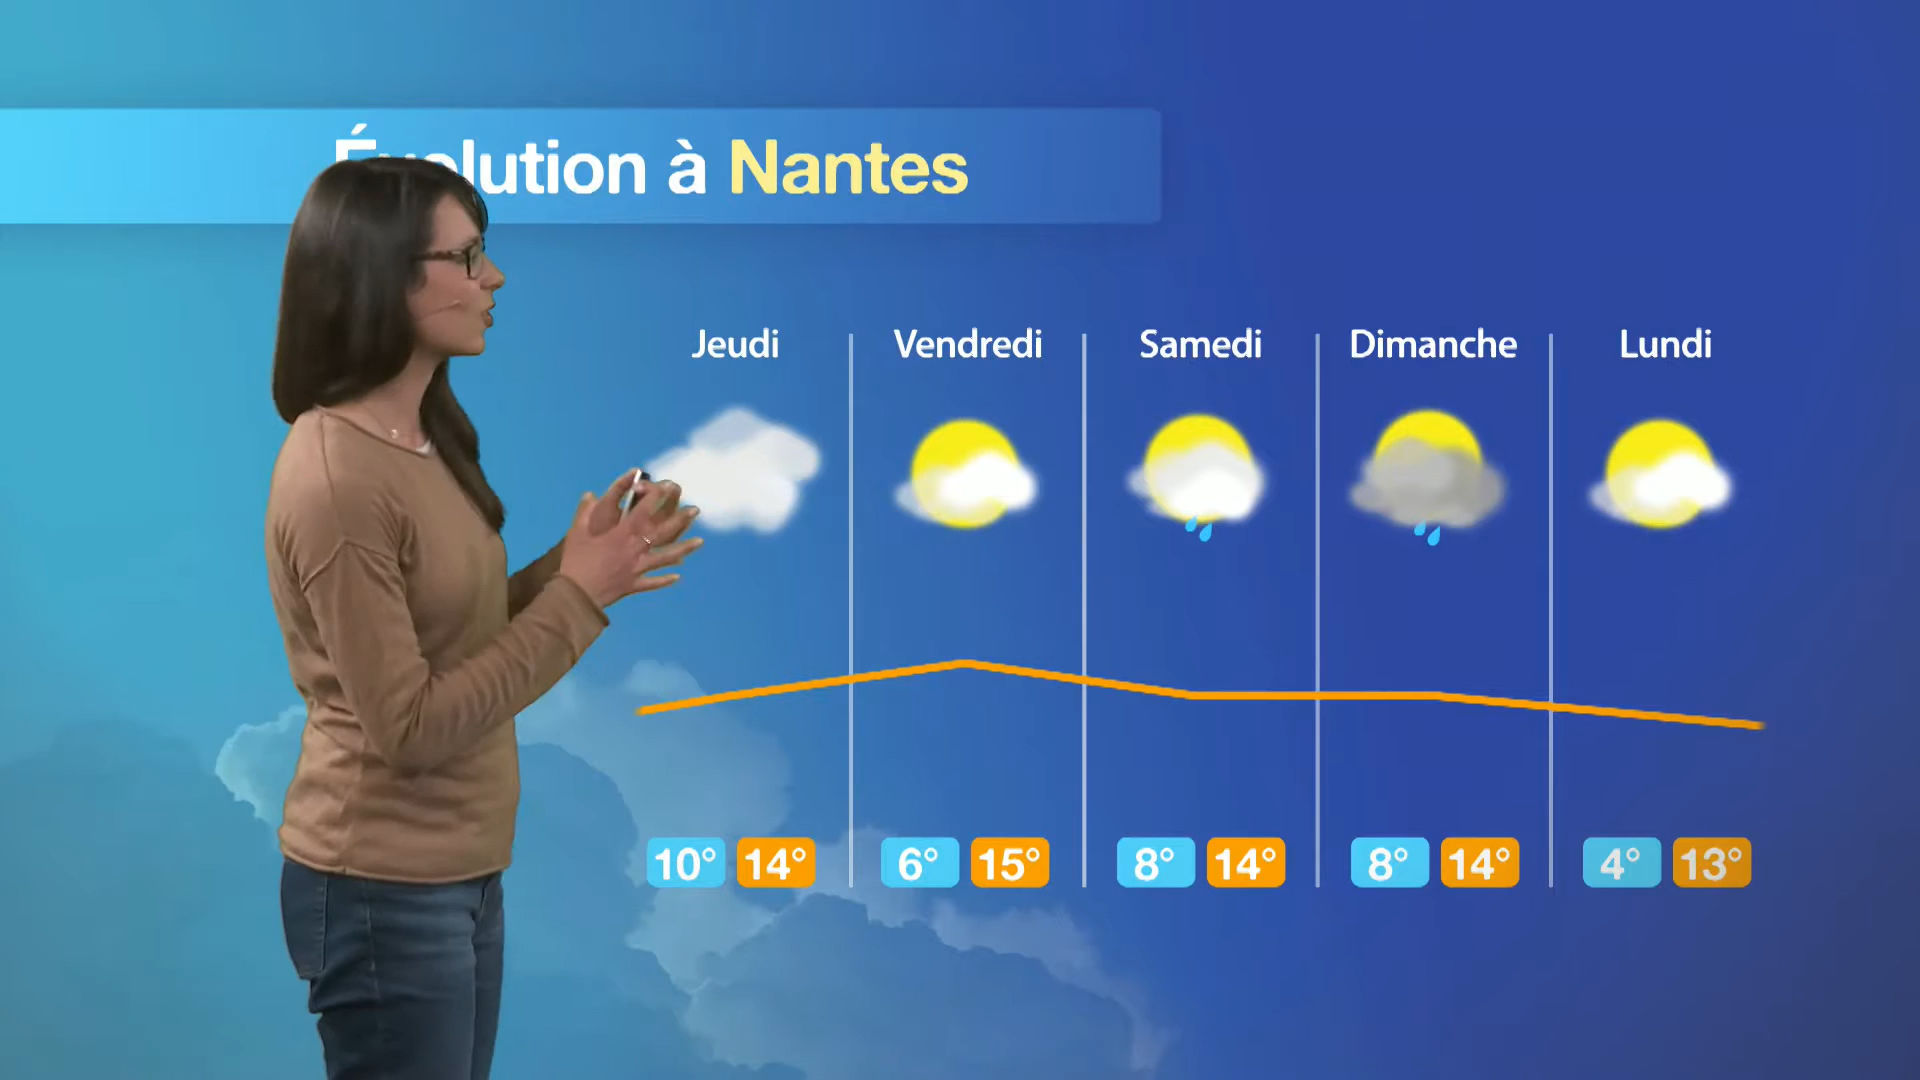 à Nantes
Jeudi Vendredi Samedi Dimanche Lundi
10° 14° 6° 15° 8° 14° 8° 14° 4° 13°